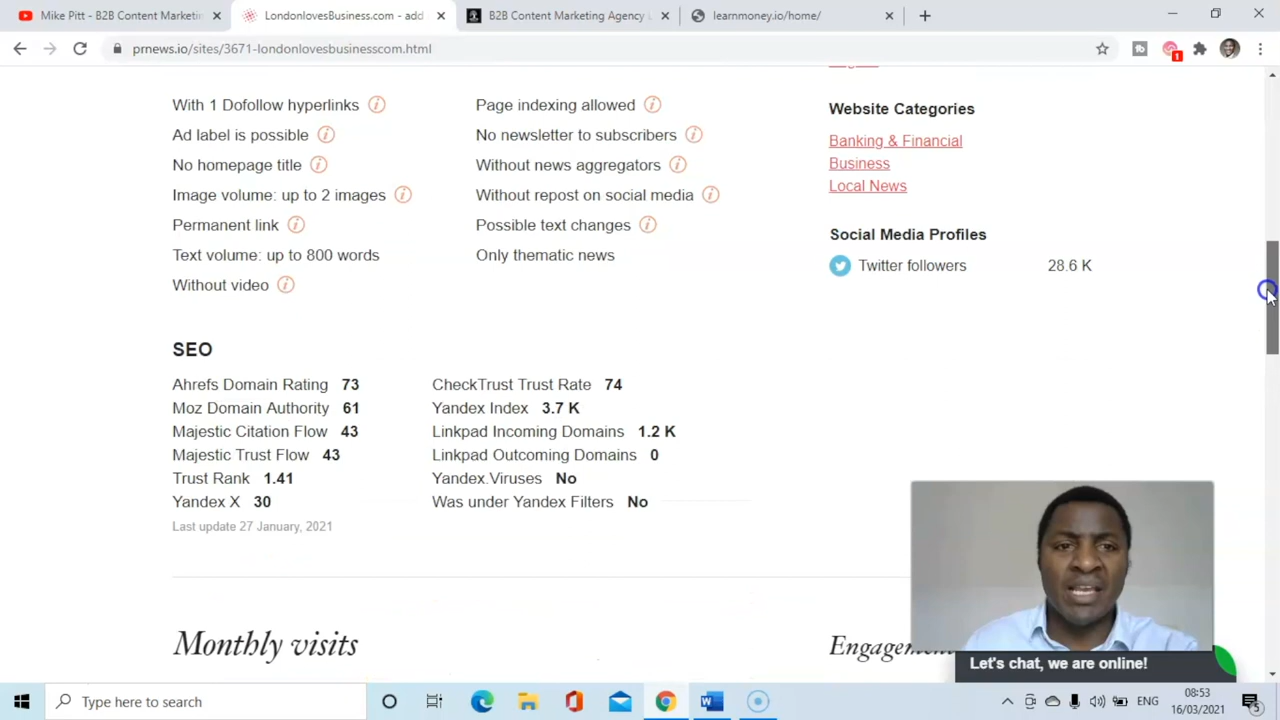 Mike Pitt - B2B Content Marketin
LondonlovesBusiness.com - add
B2B Content Marketing Agency L
learnmoney.io/home/
prnews.io/sites/3671-londonlovesbusinesscom.html
1
With 1 Dofollow hyperlinks
Page indexing allowed
Ad label is possible
No newsletter to subscribers
No homepage title
Without news aggregators
Image volume: up to 2 images
Without repost on social media
Permanent link
Possible text changes
Text volume: up to 800 words
Only thematic news
Without video
Website Categories
Banking & Financial
Business
Local News
Social Media Profiles
Twitter followers 28.6 K
SEO
Ahrefs Domain Rating 73
CheckTrust Trust Rate 74
Moz Domain Authority 61
Yandex Index 3.7 K
Majestic Citation Flow 43
Linkpad Incoming Domains 1.2 K
Majestic Trust Flow 43
Linkpad Outcoming Domains 0
Trust Rank 1.41
Yandex.Viruses No
Yandex X 30
Was under Yandex Filters No
Last update 27 January, 2021
Monthly visits
Let's chat, we are online!
Type here to search
ENG
08:53
16/03/2021
5